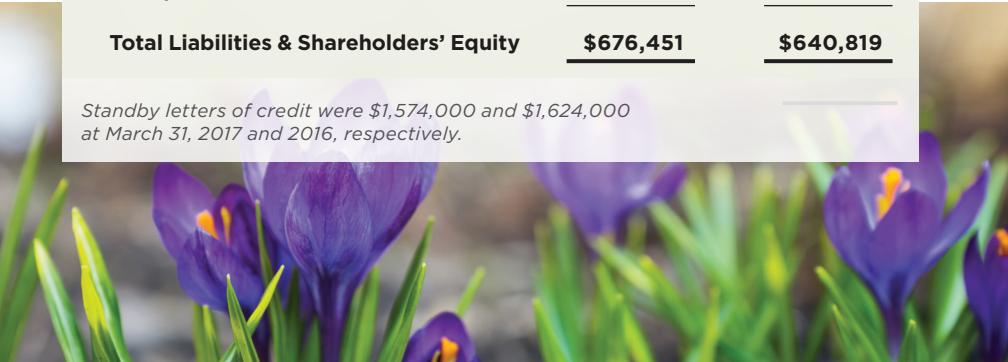 Total Liabilities & Shareholders’ Equity $676,451 $640,819
Standby letters of credit were $1,574,000 and $1,624,000
at March 31, 2017 and 2016, respectively.